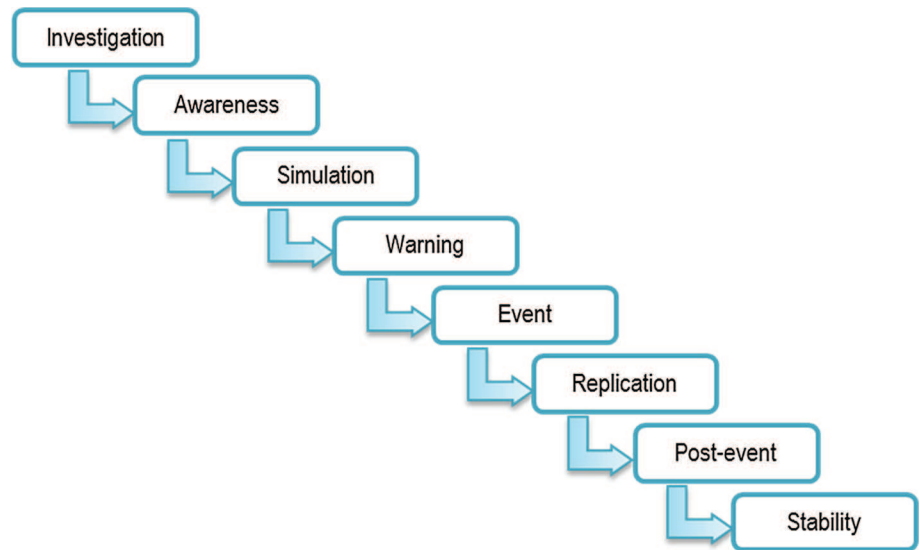 Investigation
Awareness
Simulation
Warning
Event
Replication
Post-event
Stability